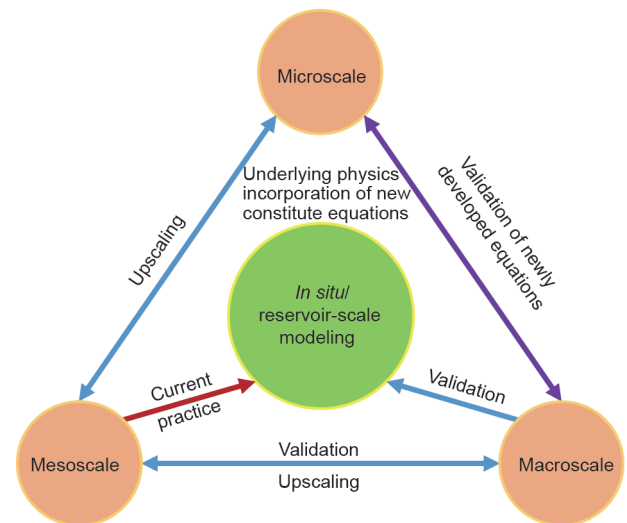 Microscale
Underlying physics
incorporation of new
constitute equations
Upscaling
Validation of newly
developed equations
In situ/
reservoir-scale
modeling
Current
practice
Validation
Mesoscale
Validation
Upscaling
Macroscale